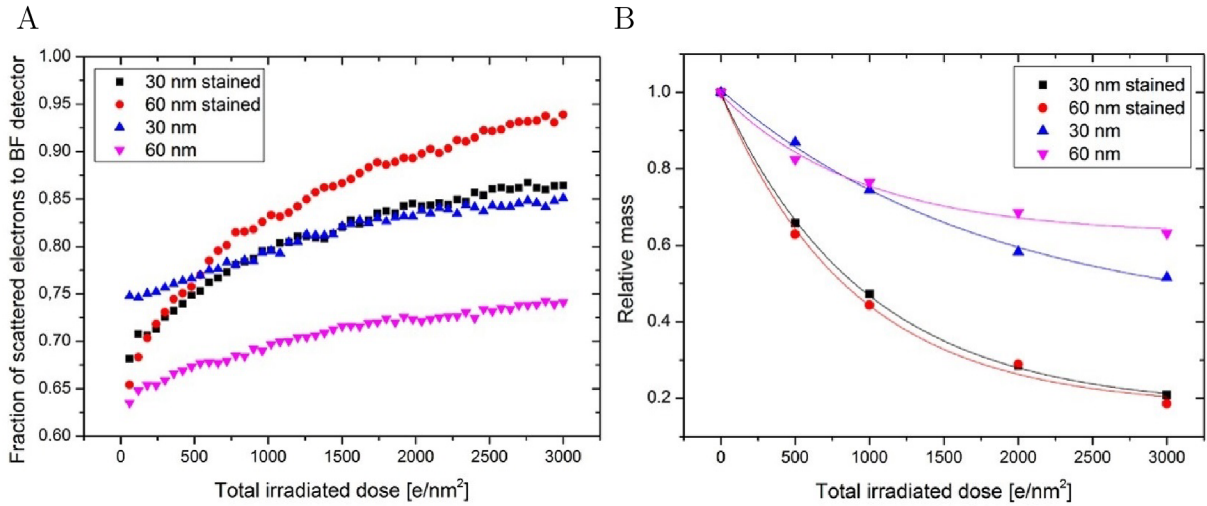 A
Fraction of scattered electrons to BF detector
1.00
0.95
0.90
0.85
0.80
0.75
0.70
0.65
0.60
30 nm stained
60 nm stained
30 nm
60 nm
0 500 1000 1500 2000 2500 3000
Total irradiated dose [e/nm²]
B
Relative mass
1.0
0.8
0.6
0.4
0.2
30 nm stained
60 nm stained
30 nm
60 nm
0 500 1000 1500 2000 2500 3000
Total irradiated dose [e/nm²]